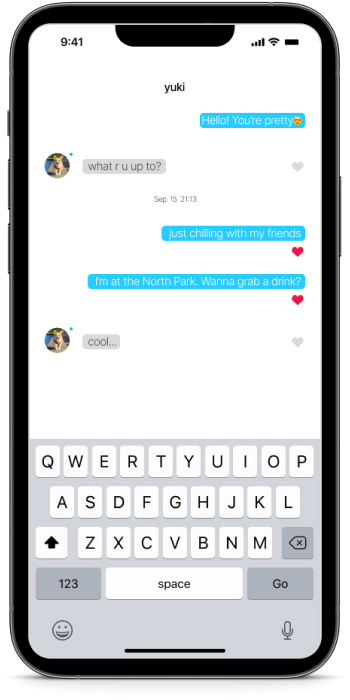 9:41
yuki
Hello! You're pretty😍
what r u up to?
Sep. 15 21:13
just chilling with my friends
I'm at the North Park. Wanna grab a drink?
cool...
Q W E R T Y U I O P
A S D F G H J K L
Z X C V B N M
123 space Go